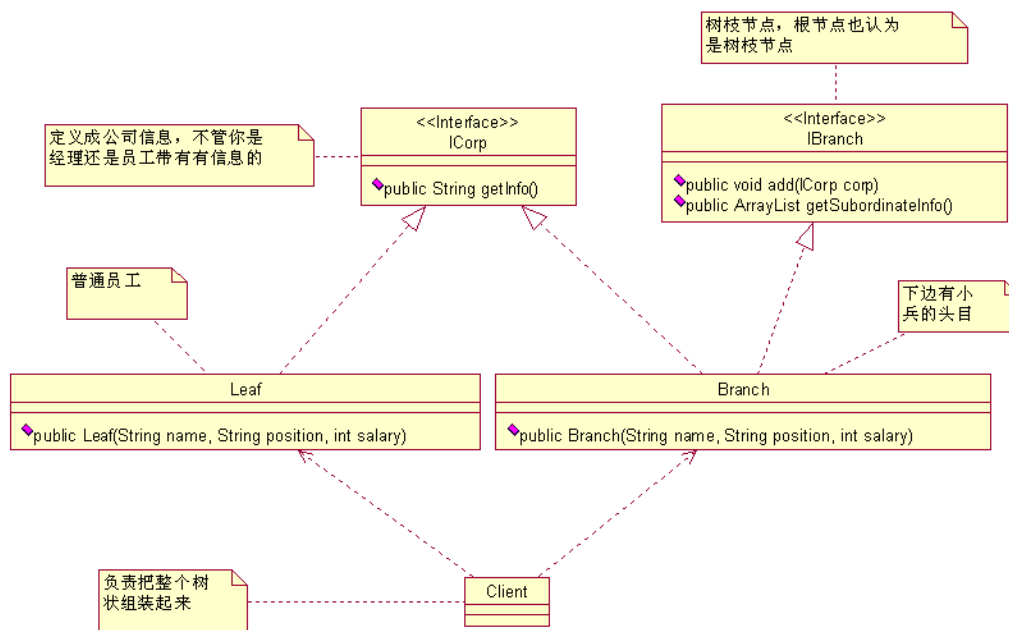 树枝节点，根节点也认为
是树枝节点
定义成公司信息，不管你是
经理还是员工带有有信息的
<<Interface>>
ICorp
public String getInfo()
<<Interface>>
IBranch
public void add(ICorp corp)
public ArrayList getSubordinateInfo()
普通员工
下边有小
兵的头目
Leaf
public Leaf(String name, String position, int salary)
Branch
public Branch(String name, String position, int salary)
负责把整个树
状组装起来
Client